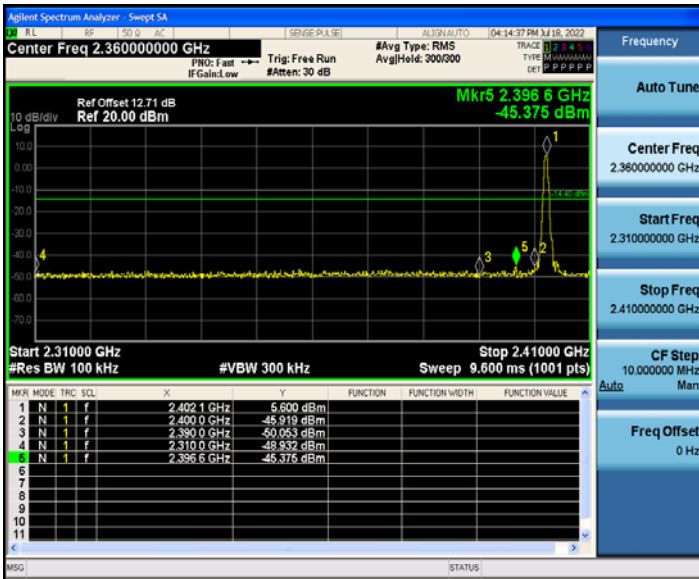 Agilent Spectrum Analyzer - Swept SA
RL RF 50 Ω AC SENSE:PULSE ALIGNAUTO 04:14:37 PM Jul 18, 2022
Center Freq 2.360000000 GHz
PNO: Fast
IFGain:Low
Trig: Free Run
#Atten: 30 dB
#Avg Type: RMS
Avg|Hold: 300/300
TRACE 1 2 3 4 5 6
TYPE M
DET P P P P P P
Mkr5 2.396 6 GHz
-45.375 dBm
Ref Offset 12.71 dB
10 dB/div Ref 20.00 dBm
Log
10.0
0.00
-10.0
-20.0
-30.0
-40.0
-50.0
-60.0
-70.0
-14.40 dBm
1
2
3
4
5
Start 2.31000 GHz Stop 2.41000 GHz
#Res BW 100 kHz #VBW 300 kHz Sweep 9.600 ms (1001 pts)
MKR MODE TRC SCL X Y FUNCTION FUNCTION WIDTH FUNCTION VALUE
1 N 1 f 2.402 1 GHz 5.600 dBm
2 N 1 f 2.400 0 GHz -45.919 dBm
3 N 1 f 2.390 0 GHz -50.053 dBm
4 N 1 f 2.310 0 GHz -48.932 dBm
5 N 1 f 2.396 6 GHz -45.375 dBm
6
7
8
9
10
11
MSG STATUS
Frequency
Auto Tune
Center Freq
2.360000000 GHz
Start Freq
2.310000000 GHz
Stop Freq
2.410000000 GHz
CF Step
10.000000 MHz
Auto Man
Freq Offset
0 Hz